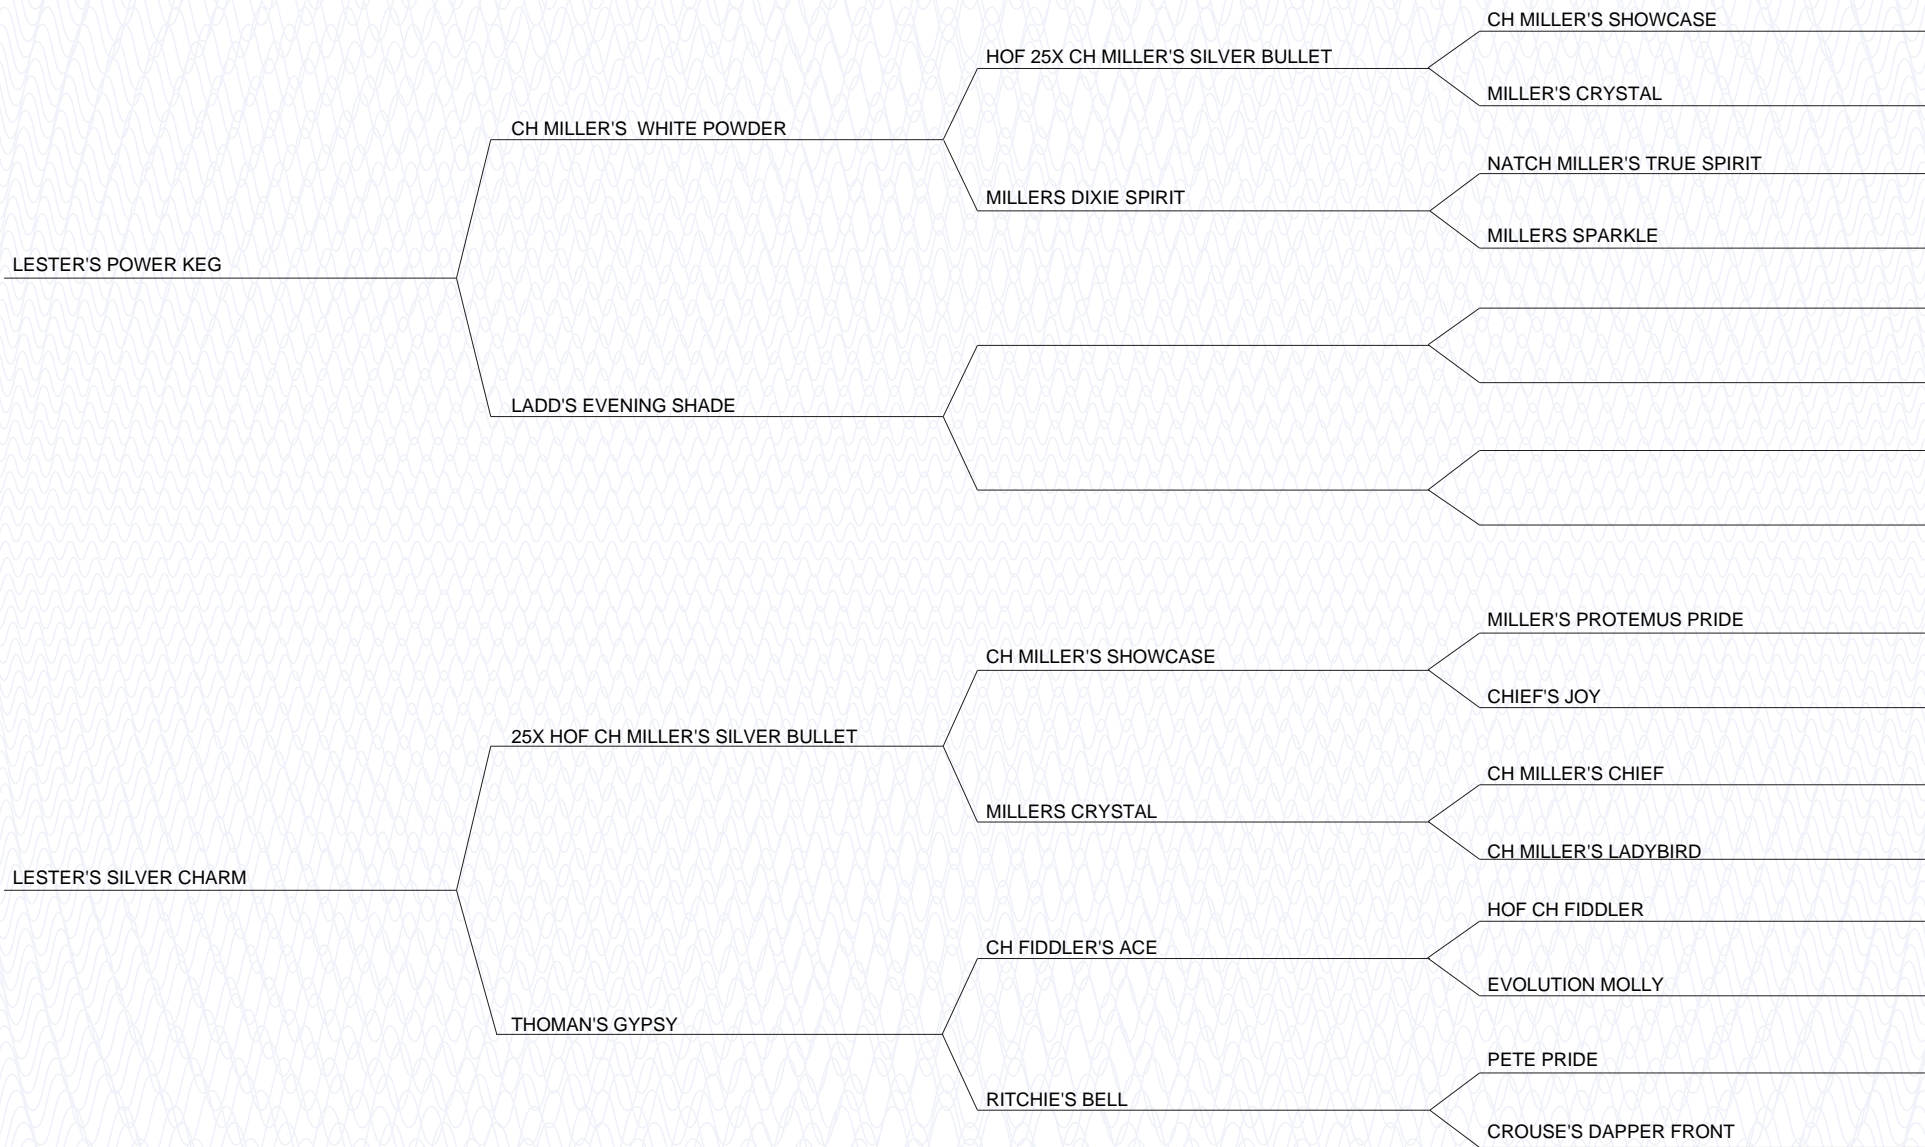 CH MILLER'S SHOWCASE
HOF 25X CH MILLER'S SILVER BULLET
MILLER'S CRYSTAL
CH MILLER'S  WHITE POWDER
NATCH MILLER'S TRUE SPIRIT
MILLERS DIXIE SPIRIT
MILLERS SPARKLE
LESTER'S POWER KEG
LADD'S EVENING SHADE
MILLER'S PROTEMUS PRIDE
CH MILLER'S SHOWCASE
CHIEF'S JOY
25X HOF CH MILLER'S SILVER BULLET
CH MILLER'S CHIEF
MILLERS CRYSTAL
CH MILLER'S LADYBIRD
LESTER'S SILVER CHARM
HOF CH FIDDLER
CH FIDDLER'S ACE
EVOLUTION MOLLY
THOMAN'S GYPSY
PETE PRIDE
RITCHIE'S BELL
CROUSE'S DAPPER FRONT